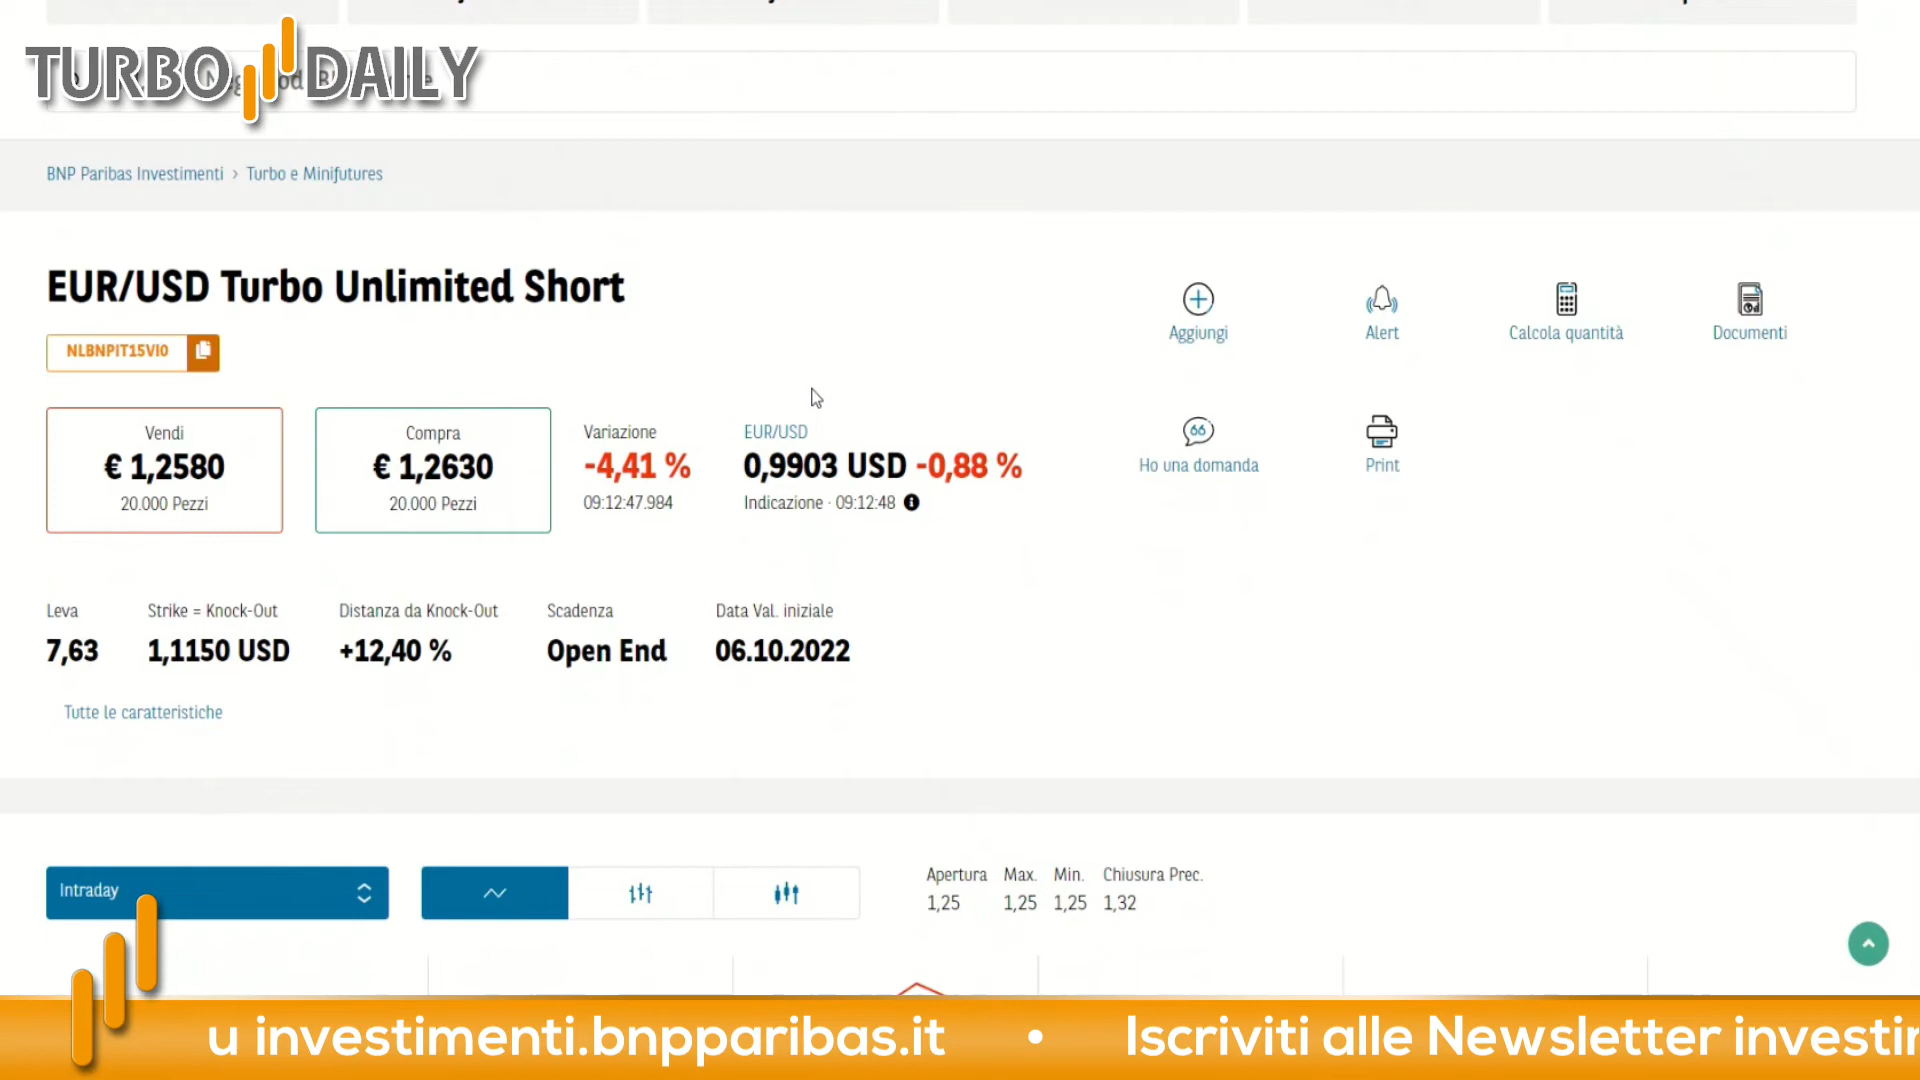 TURBO DAILY
BNP Paribas Investimenti › Turbo e Minifutures
EUR/USD Turbo Unlimited Short
NLBNPIT15VI0
Aggiungi
Alert
Calcola quantità
Documenti
Vendi
€ 1,2580
20.000 Pezzi
Compra
€ 1,2630
20.000 Pezzi
Variazione
-4,41 %
09:12:47.984
EUR/USD
0,9903 USD -0,88 %
Indicazione · 09:12:48
Ho una domanda
Print
Leva
7,63
Strike = Knock-Out
1,1150 USD
Distanza da Knock-Out
+12,40 %
Scadenza
Open End
Data Val. iniziale
06.10.2022
Tutte le caratteristiche
Intraday
Apertura Max. Min. Chiusura Prec.
1,25 1,25 1,25 1,32
u investimenti.bnpparibas.it • Iscriviti alle Newsletter investir